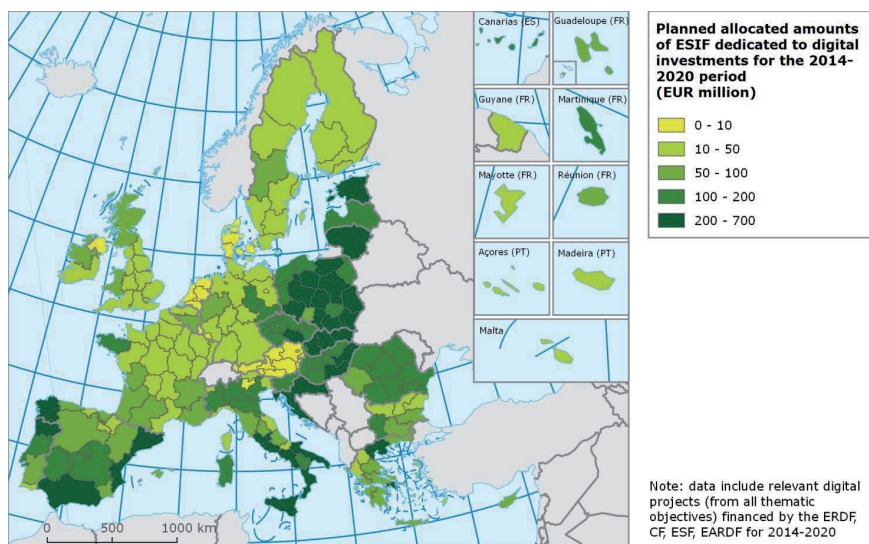 Canarias (ES)
Guadeloupe (FR)
Guyane (FR)
Martinique (FR)
Mayotte (FR)
Réunion (FR)
Açores (PT)
Madeira (PT)
Malta
0 500 1000 km
Planned allocated amounts
of ESIF dedicated to digital
investments for the 2014-
2020 period
(EUR million)
0 - 10
10 - 50
50 - 100
100 - 200
200 - 700
Note: data include relevant digital
projects (from all thematic
objectives) financed by the ERDF,
CF, ESF, EARDF for 2014-2020